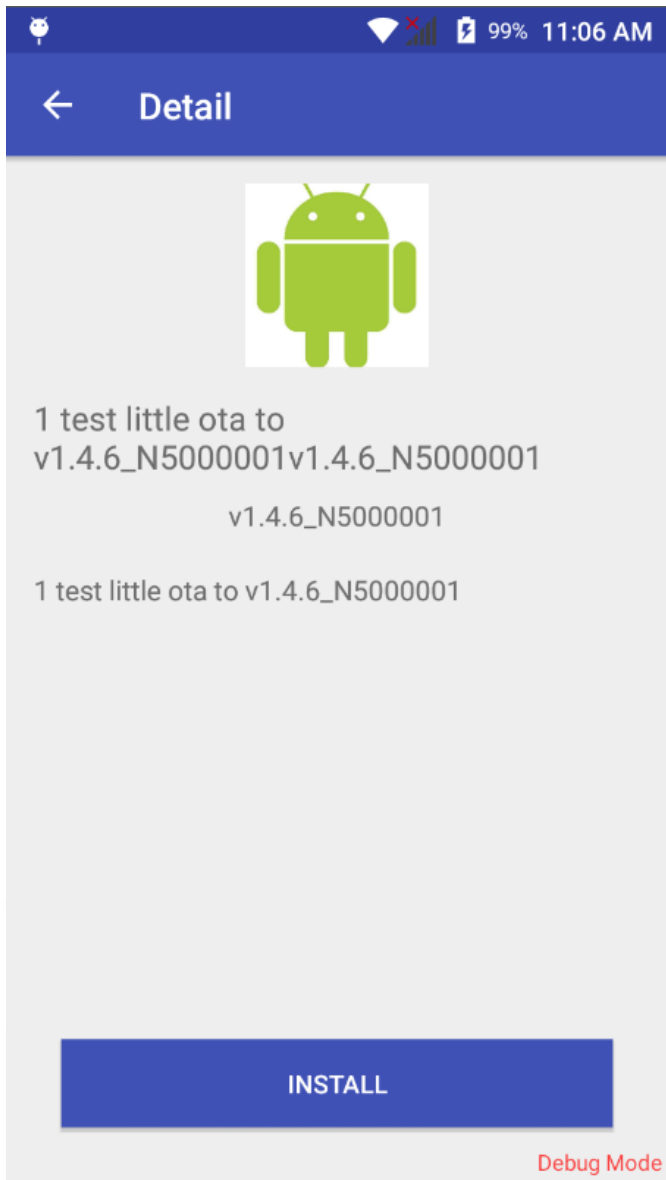 99% 11:06 AM
Detail
1 test little ota to
v1.4.6_N5000001v1.4.6_N5000001
v1.4.6_N5000001
1 test little ota to v1.4.6_N5000001
INSTALL
Debug Mode